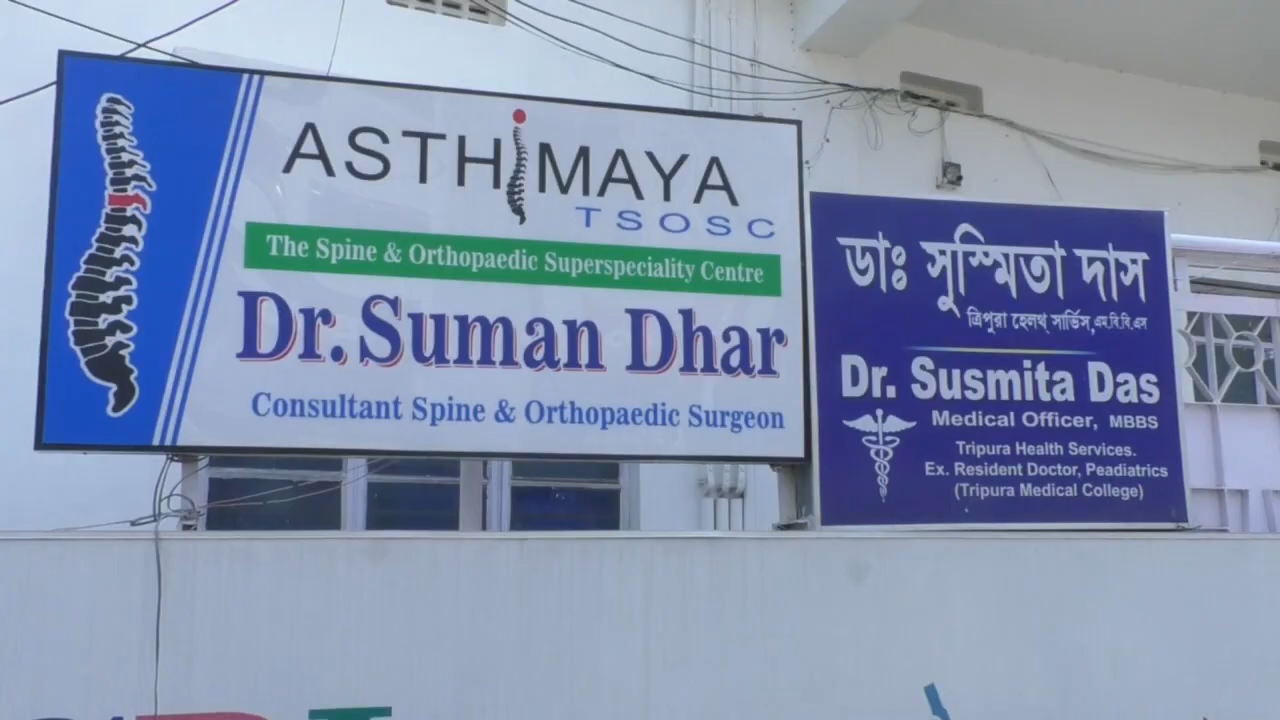 ASTHIMAYA
TSOSC
The Spine & Orthopaedic Superspeciality Centre
Dr. Suman Dhar
Consultant Spine & Orthopaedic Surgeon
ডাঃ সুস্মিতা দাস
ত্রিপুরা হেলথ্ সার্ভিস, এম.বি.বি.এস
Dr. Susmita Das
Medical Officer, MBBS
Tripura Health Services.
Ex. Resident Doctor, Peadiatrics
(Tripura Medical College)